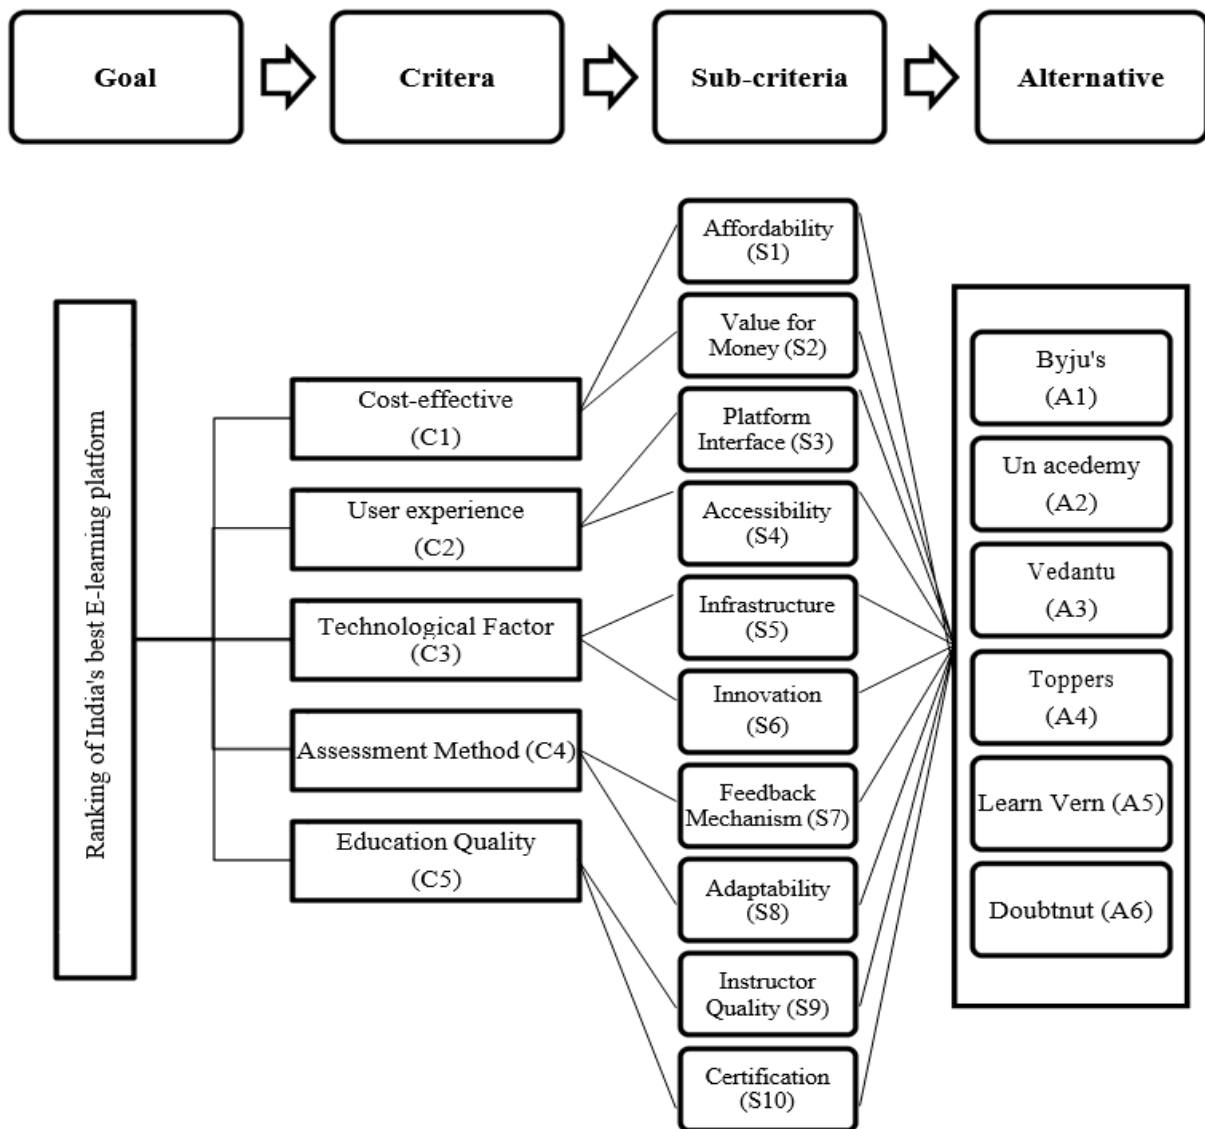 Goal
Critera
Sub-criteria
Alternative
Ranking of India's best E-learning platform
Cost-effective
(C1)
User experience
(C2)
Technological Factor
(C3)
Assessment Method (C4)
Education Quality
(C5)
Affordability
(S1)
Value for
Money (S2)
Platform
Interface (S3)
Accessibility
(S4)
Infrastructure
(S5)
Innovation
(S6)
Feedback
Mechanism (S7)
Adaptability
(S8)
Instructor
Quality (S9)
Certification
(S10)
Byju's
(A1)
Un acedemy
(A2)
Vedantu
(A3)
Toppers
(A4)
Learn Vern (A5)
Doubtnut (A6)